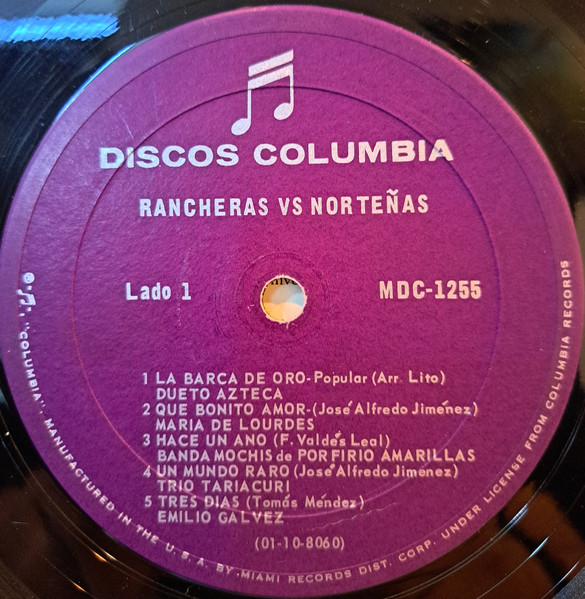 DISCOS COLUMBIA
RANCHERAS VS NORTEÑAS
Lado 1
MDC-1255
1 LA BARCA DE ORO-Popular (Arr. Lito)
DUETO AZTECA
2 QUE BONITO AMOR-(José Alfredo Jiménez)
MARIA DE LOURDES
3 HACE UN ANO (F. Valdés Leal)
BANDA MOCHIS de PORFIRIO AMARILLAS
4 UN MUNDO RARO (José Alfredo Jiménez)
TRIO TARIACURI
5 TRES DIAS (Tomás Méndez)
EMILIO GALVEZ
(01-10-8060)
"COLUMBIA". MANUFACTURED IN THE U. S. A. BY MIAMI RECORDS DIST. CORP. UNDER LICENSE FROM COLUMBIA RECORDS